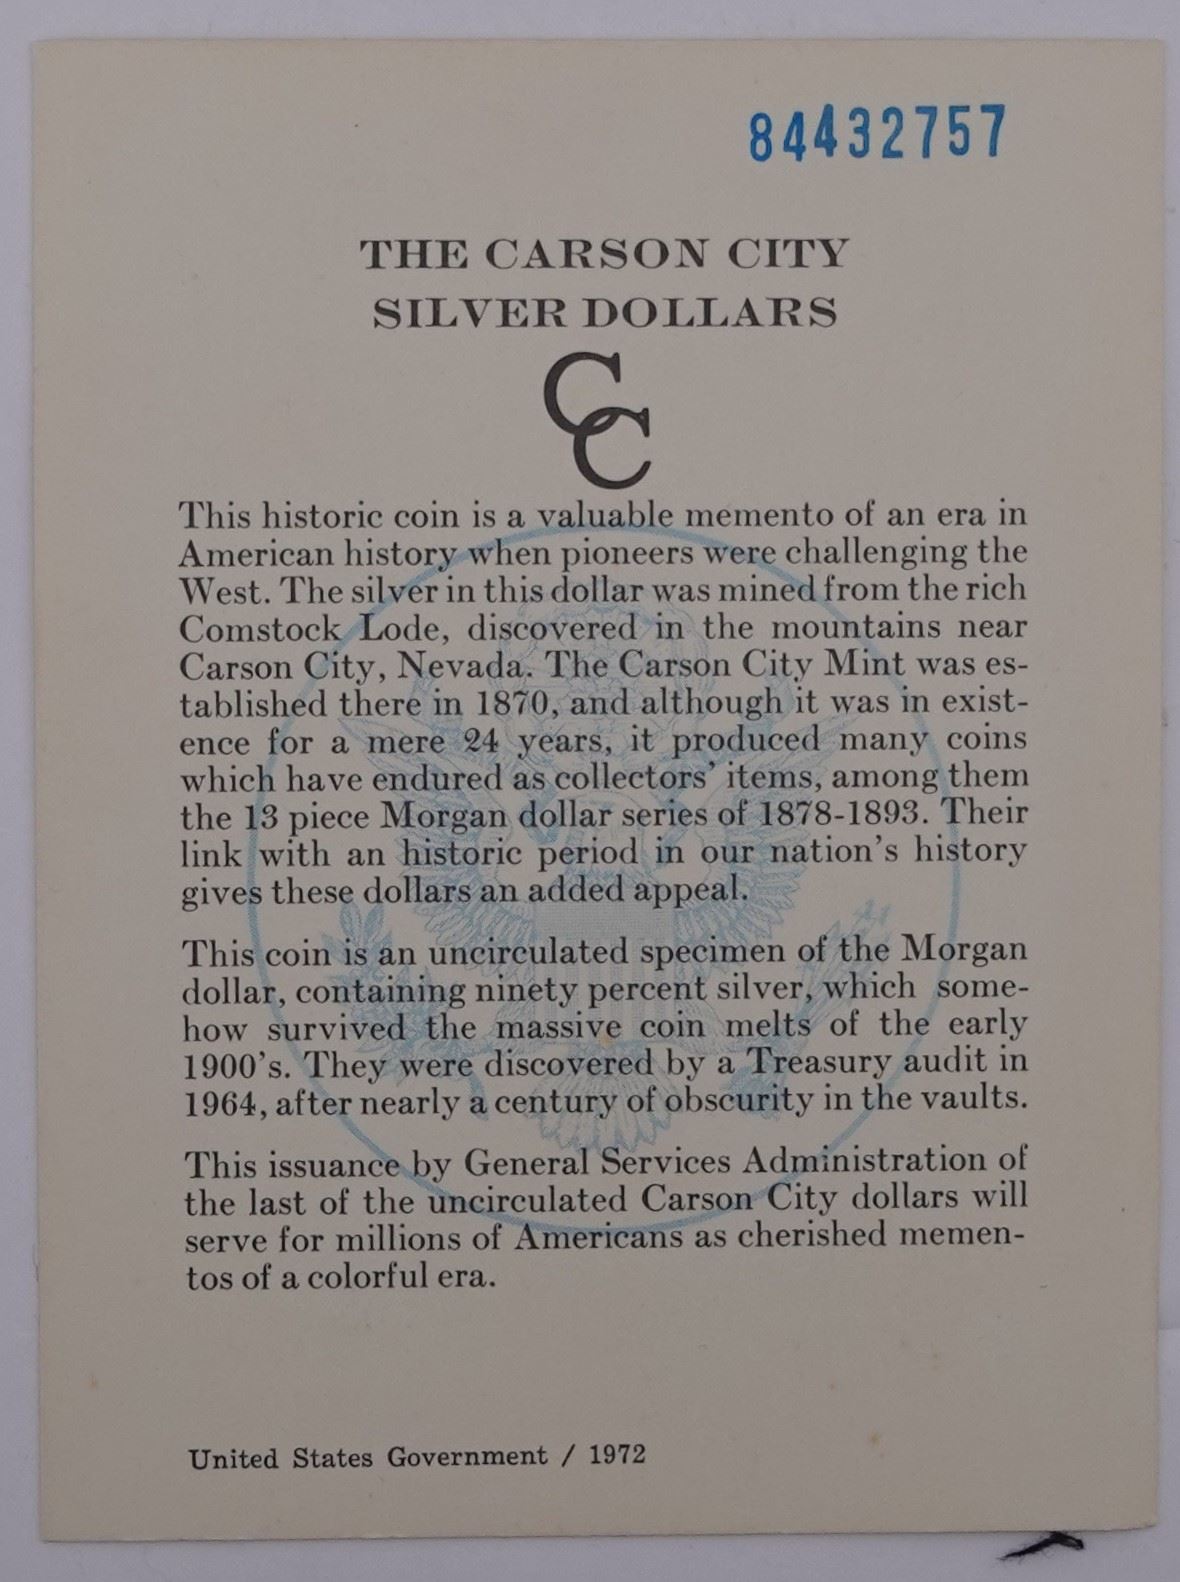 84432757
THE CARSON CITY
SILVER DOLLARS
CC
This historic coin is a valuable memento of an era in
American history when pioneers were challenging the
West. The silver in this dollar was mined from the rich
Comstock Lode, discovered in the mountains near
Carson City, Nevada. The Carson City Mint was es-
tablished there in 1870, and although it was in exist-
ence for a mere 24 years, it produced many coins
which have endured as collectors' items, among them
the 13 piece Morgan dollar series of 1878-1893. Their
link with an historic period in our nation's history
gives these dollars an added appeal.
This coin is an uncirculated specimen of the Morgan
dollar, containing ninety percent silver, which some-
how survived the massive coin melts of the early
1900's. They were discovered by a Treasury audit in
1964, after nearly a century of obscurity in the vaults.
This issuance by General Services Administration of
the last of the uncirculated Carson City dollars will
serve for millions of Americans as cherished memen-
tos of a colorful era.
United States Government / 1972